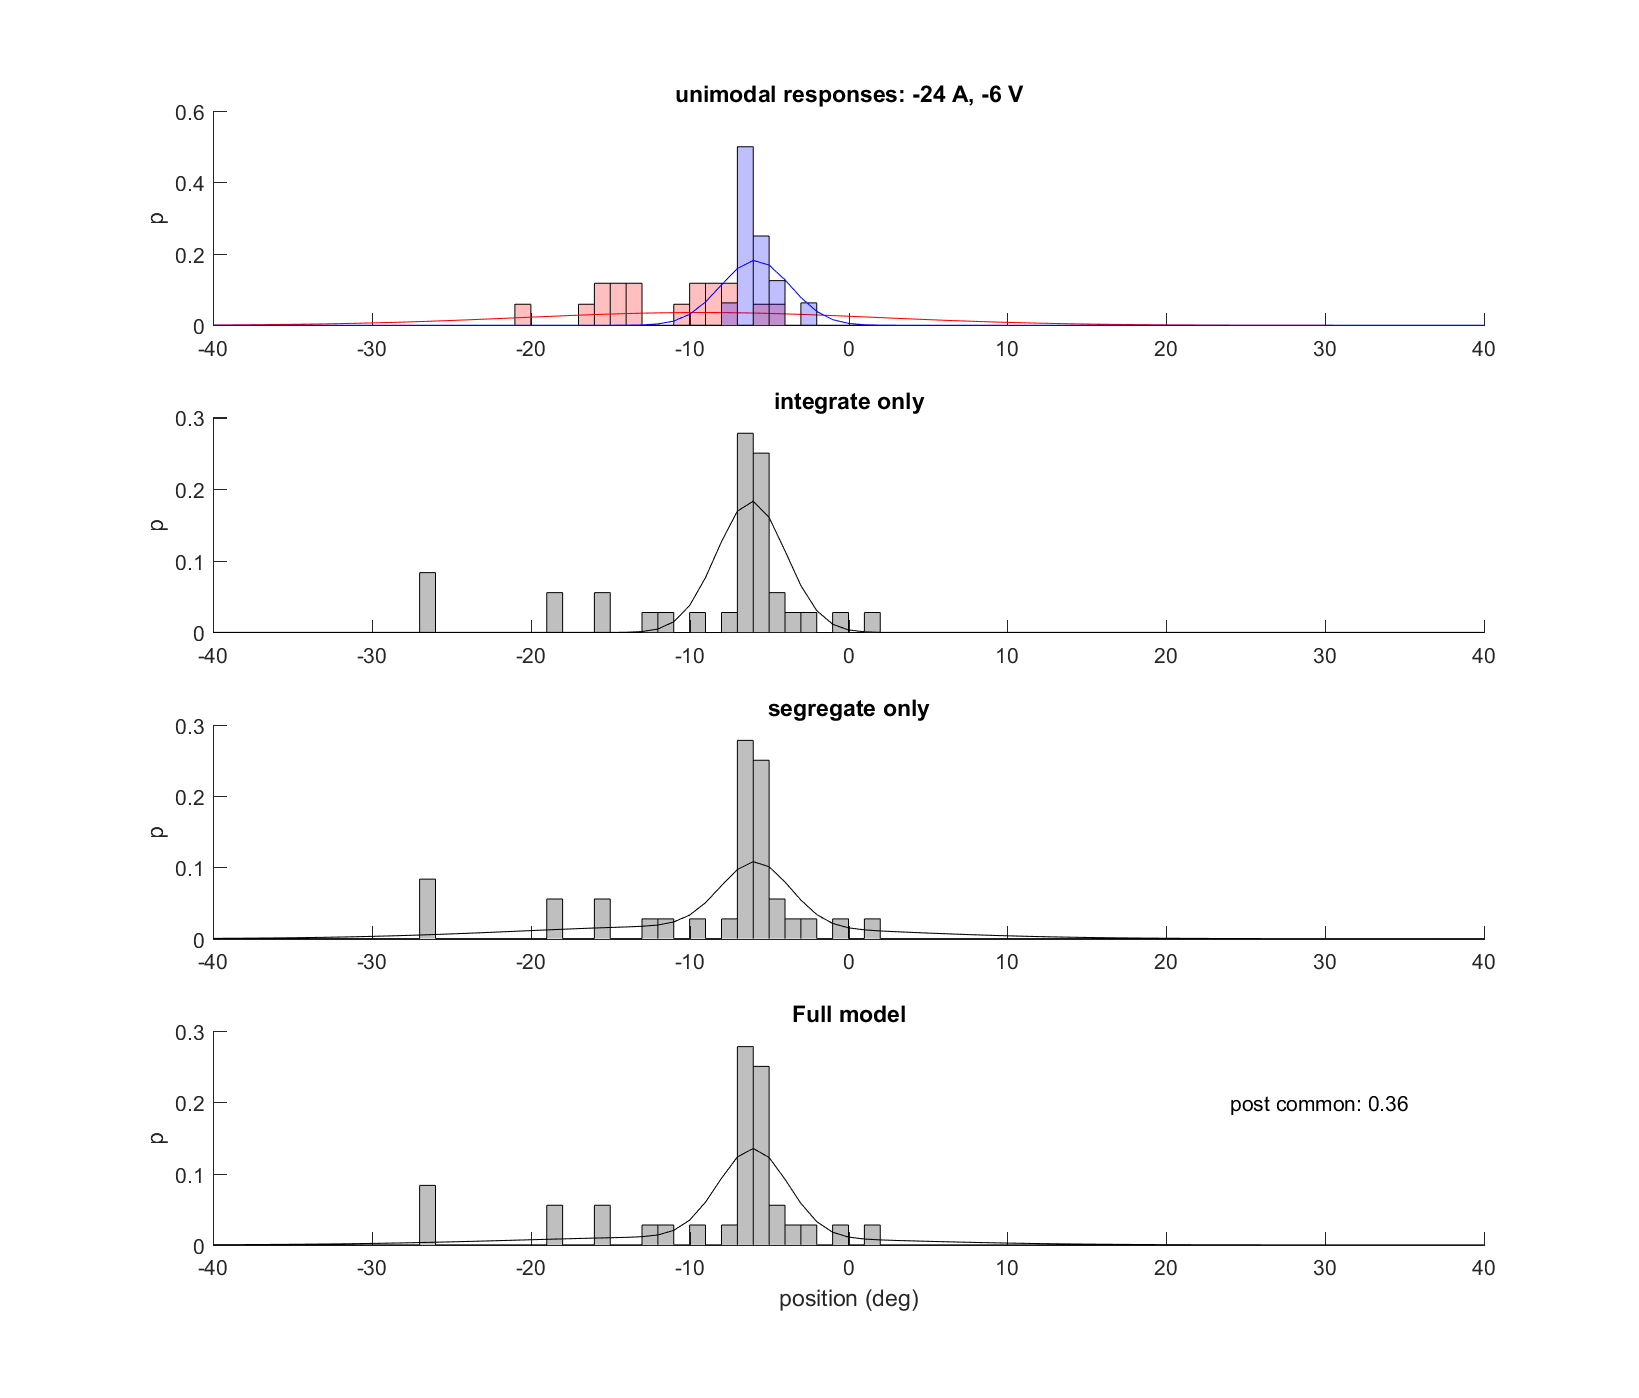 unimodal responses: -24 A, -6 V
0.6
0.4
0.2
0
p
-40 -30 -20 -10 0 10 20 30 40
integrate only
0.3
0.2
0.1
0
p
-40 -30 -20 -10 0 10 20 30 40
segregate only
0.3
0.2
0.1
0
p
-40 -30 -20 -10 0 10 20 30 40
Full model
0.3
0.2
0.1
0
p
post common: 0.36
-40 -30 -20 -10 0 10 20 30 40
position (deg)